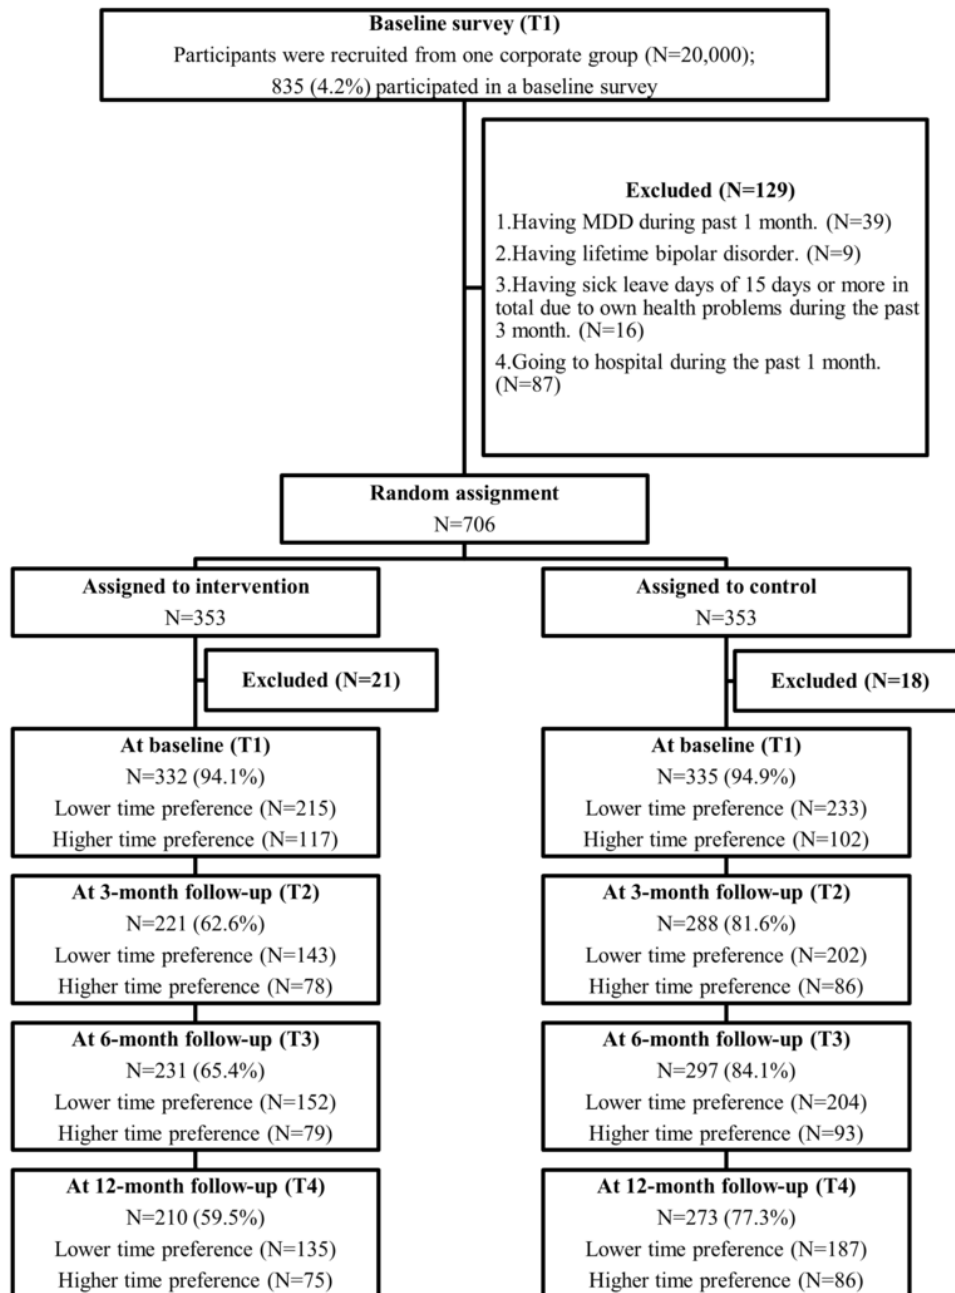 Baseline survey (T1)
Participants were recruited from one corporate group (N=20,000);
835 (4.2%) participated in a baseline survey
Excluded (N=129)
1.Having MDD during past 1 month. (N=39)
2.Having lifetime bipolar disorder. (N=9)
3.Having sick leave days of 15 days or more in
total due to own health problems during the past
3 month. (N=16)
4.Going to hospital during the past 1 month.
(N=87)
Random assignment
N=706
Assigned to intervention
N=353
Excluded (N=21)
At baseline (T1)
N=332 (94.1%)
Lower time preference (N=215)
Higher time preference (N=117)
At 3-month follow-up (T2)
N=221 (62.6%)
Lower time preference (N=143)
Higher time preference (N=78)
At 6-month follow-up (T3)
N=231 (65.4%)
Lower time preference (N=152)
Higher time preference (N=79)
At 12-month follow-up (T4)
N=210 (59.5%)
Lower time preference (N=135)
Higher time preference (N=75)
Assigned to control
N=353
Excluded (N=18)
At baseline (T1)
N=335 (94.9%)
Lower time preference (N=233)
Higher time preference (N=102)
At 3-month follow-up (T2)
N=288 (81.6%)
Lower time preference (N=202)
Higher time preference (N=86)
At 6-month follow-up (T3)
N=297 (84.1%)
Lower time preference (N=204)
Higher time preference (N=93)
At 12-month follow-up (T4)
N=273 (77.3%)
Lower time preference (N=187)
Higher time preference (N=86)